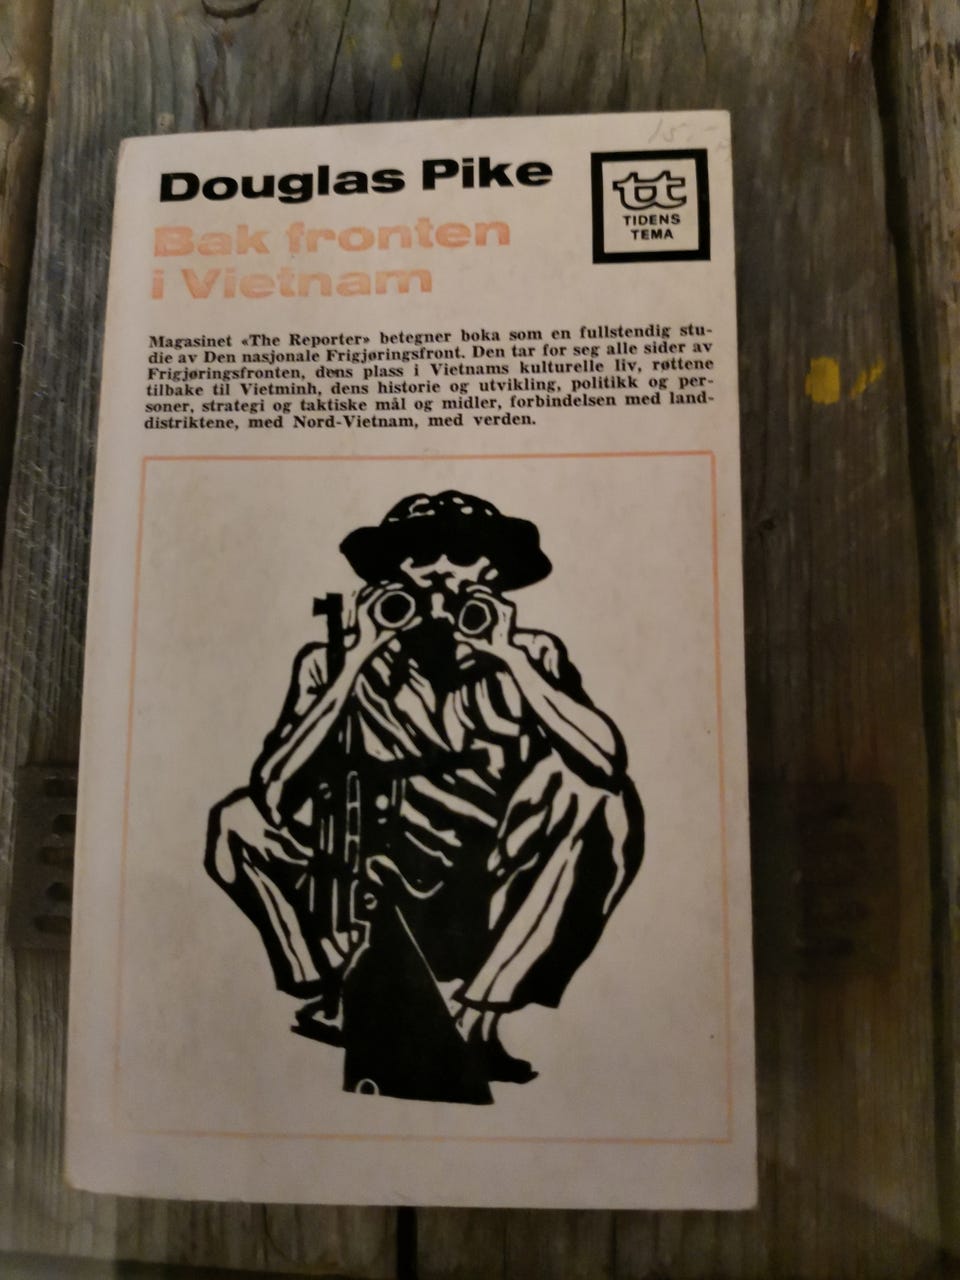 15.-
Douglas Pike
Bak fronten
i Vietnam
tt
TIDENS
TEMA
Magasinet «The Reporter» betegner boka som en fullstendig stu-
die av Den nasjonale Frigjøringsfront. Den tar for seg alle sider av
Frigjøringsfronten, dens plass i Vietnams kulturelle liv, røttene
tilbake til Vietminh, dens historie og utvikling, politikk og per-
soner, strategi og taktiske mål og midler, forbindelsen med land-
distriktene, med Nord-Vietnam, med verden.